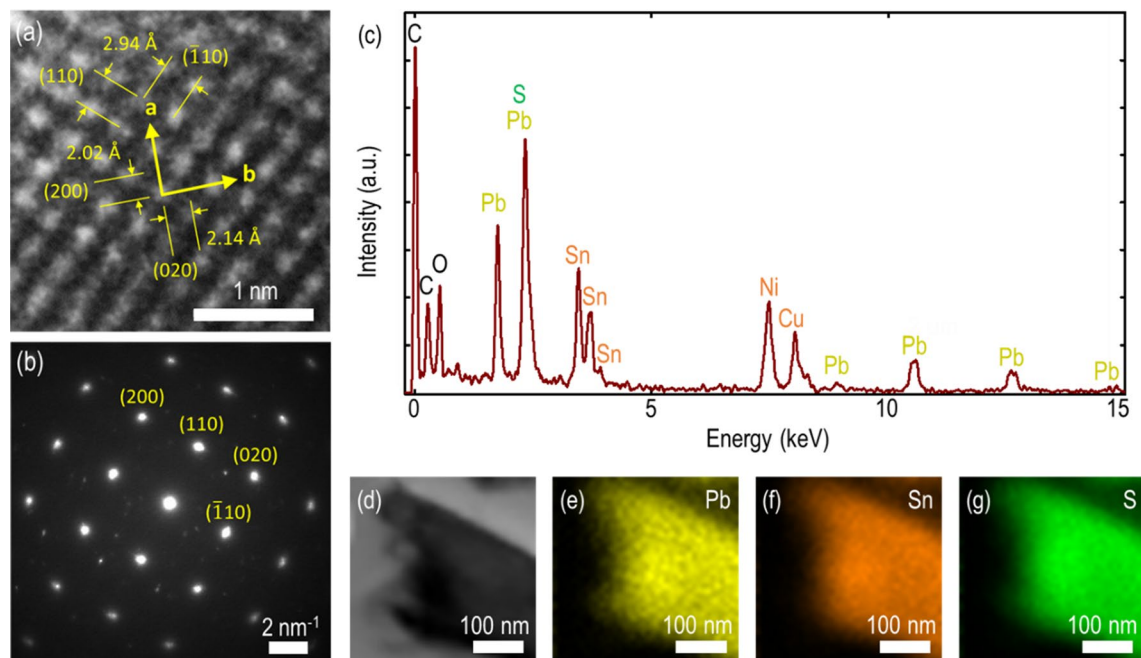 (a)
2.94 Å
(1̄10)
(110)
a
2.02 Å
b
(200)
2.14 Å
(020)
1 nm
(b)
(200)
(110)
(020)
(1̄10)
2 nm⁻¹
(c)
C
S
Pb
Pb
Sn
O
C
Sn
Sn
Ni
Cu
Pb
Pb
Pb
Pb
Intensity (a.u.)
0
5
10
15
Energy (keV)
(d)
100 nm
(e)
Pb
100 nm
(f)
Sn
100 nm
(g)
S
100 nm